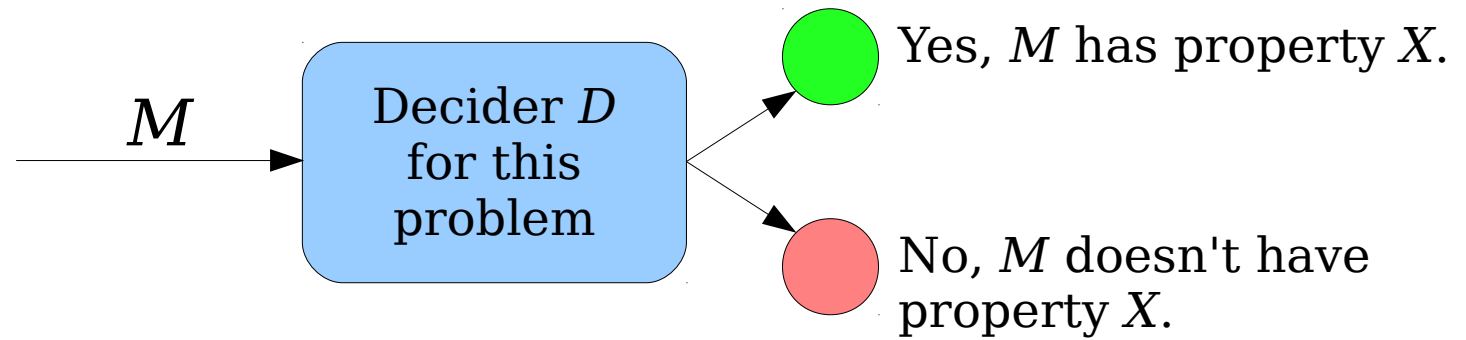 M
Decider D
for this
problem
Yes, M has property X.
No, M doesn't have
property X.